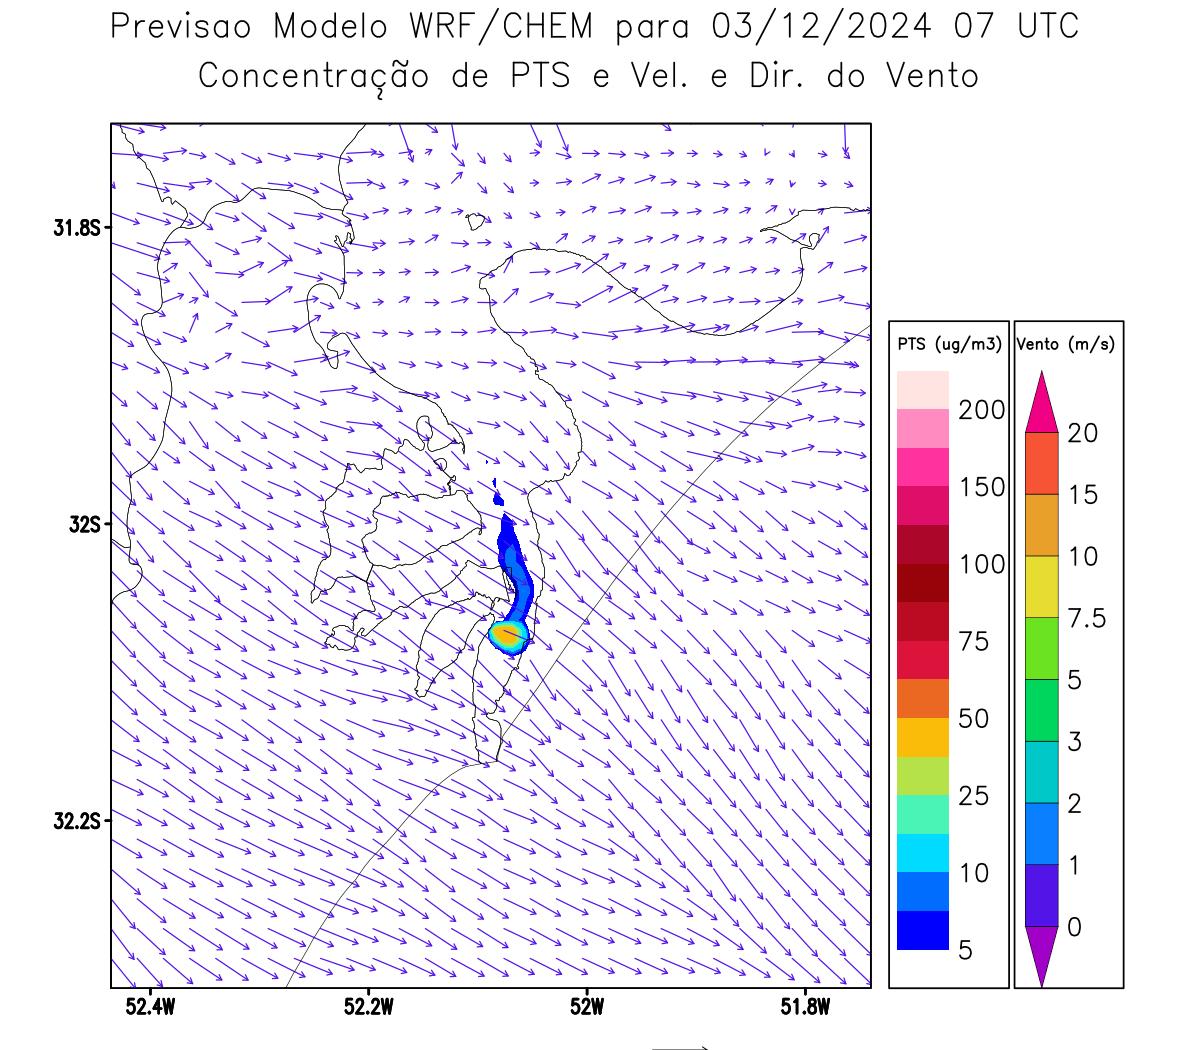 Previsao Modelo WRF/CHEM para 03/12/2024 07 UTC
Concentração de PTS e Vel. e Dir. do Vento
31.8S
32S
32.2S
52.4W
52.2W
52W
51.8W
PTS (ug/m3)
200
150
100
75
50
25
10
5
Vento (m/s)
20
15
10
7.5
5
3
2
1
0